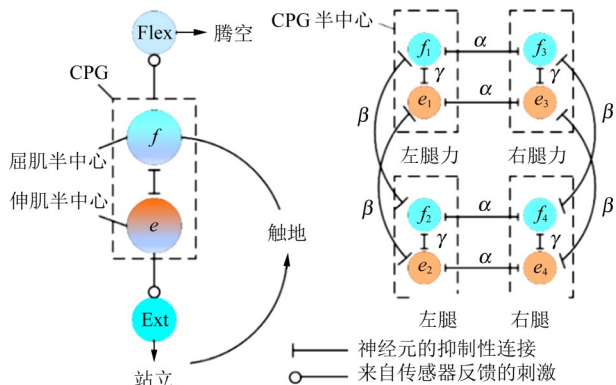 Flex
腾空
CPG
f
屈肌半中心
伸肌半中心
e
触地
Ext
站立
CPG 半中心
f₁ α f₃
γ γ
e₁ α e₃
β β
左腿力 右腿力
β β
f₂ α f₄
γ γ
e₂ α e₄
左腿 右腿
神经元的抑制性连接
来自传感器反馈的刺激